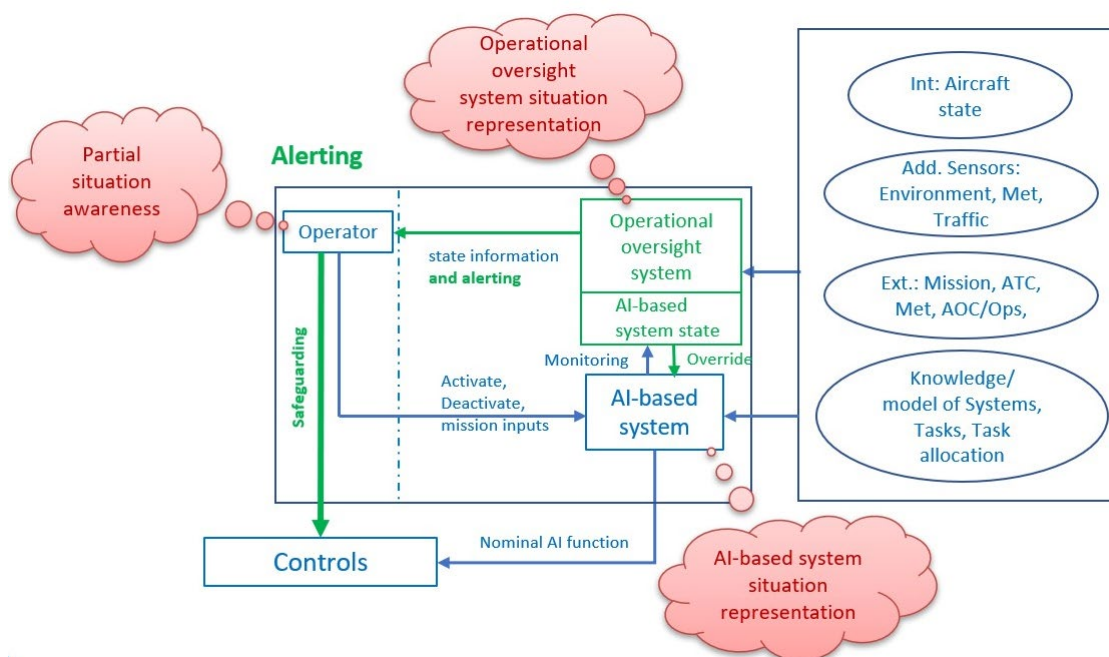 Operational
oversight
system situation
representation
Partial
situation
awareness
Alerting
Operator
state information
and alerting
Operational
oversight
system
AI-based
system state
Monitoring
Override
Safeguarding
Activate,
Deactivate,
mission inputs
AI-based
system
Controls
Nominal AI function
AI-based system
situation
representation
Int: Aircraft
state
Add. Sensors:
Environment, Met,
Traffic
Ext.: Mission, ATC,
Met, AOC/Ops,
Knowledge/
model of Systems,
Tasks, Task
allocation